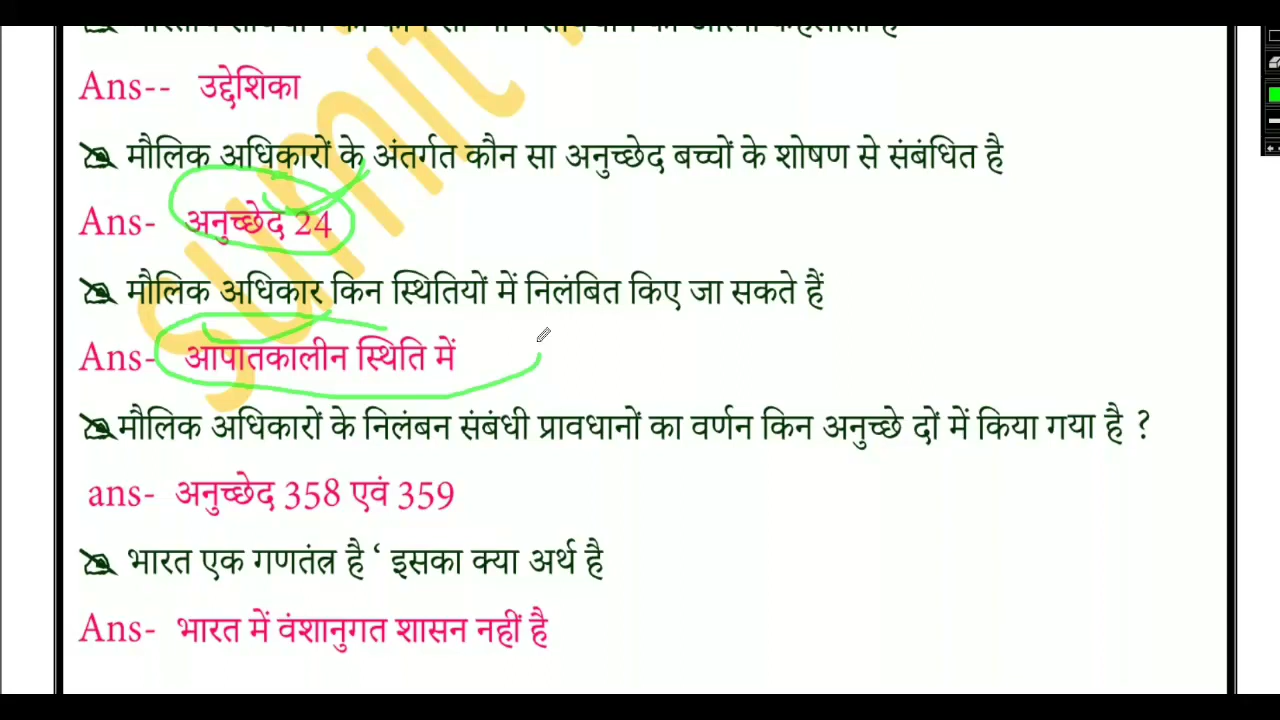 Ans-- उद्देशिका
मौलिक अधिकारों के अंतर्गत कौन सा अनुच्छेद बच्चों के शोषण से संबंधित है
Ans- अनुच्छेद 24
मौलिक अधिकार किन स्थितियों में निलंबित किए जा सकते हैं
Ans- आपातकालीन स्थिति में
मौलिक अधिकारों के निलंबन संबंधी प्रावधानों का वर्णन किन अनुच्छे दों में किया गया है ?
ans- अनुच्छेद 358 एवं 359
भारत एक गणतंत्र है ‘ इसका क्या अर्थ है
Ans- भारत में वंशानुगत शासन नहीं है
sumit